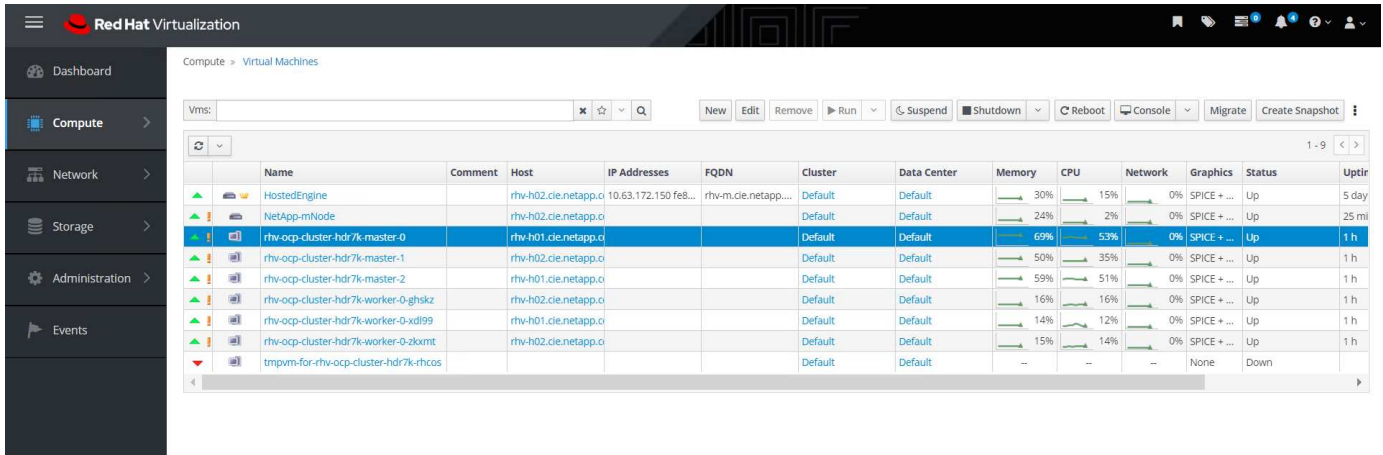 Red Hat Virtualization
0
4
Dashboard
Compute
Network
Storage
Administration
Events
Compute » Virtual Machines
Vms:
New Edit Remove Run Suspend Shutdown Reboot Console Migrate Create Snapshot
1 - 9
Name Comment Host IP Addresses FQDN Cluster Data Center Memory CPU Network Graphics Status Uptin
HostedEngine rhv-h02.cie.netapp.c 10.63.172.150 fe8... rhv-m.cie.netapp.... Default Default 30% 15% 0% SPICE + ... Up 5 day
NetApp-mNode rhv-h02.cie.netapp.c Default Default 24% 2% 0% SPICE + ... Up 25 mi
rhv-ocp-cluster-hdr7k-master-0 rhv-h01.cie.netapp.c Default Default 69% 53% 0% SPICE + ... Up 1 h
rhv-ocp-cluster-hdr7k-master-1 rhv-h02.cie.netapp.c Default Default 50% 35% 0% SPICE + ... Up 1 h
rhv-ocp-cluster-hdr7k-master-2 rhv-h01.cie.netapp.c Default Default 59% 51% 0% SPICE + ... Up 1 h
rhv-ocp-cluster-hdr7k-worker-0-ghskz rhv-h02.cie.netapp.c Default Default 16% 16% 0% SPICE + ... Up 1 h
rhv-ocp-cluster-hdr7k-worker-0-xdl99 rhv-h01.cie.netapp.c Default Default 14% 12% 0% SPICE + ... Up 1 h
rhv-ocp-cluster-hdr7k-worker-0-zkxmt rhv-h02.cie.netapp.c Default Default 15% 14% 0% SPICE + ... Up 1 h
tmpvm-for-rhv-ocp-cluster-hdr7k-rhcos Default Default -- -- -- None Down